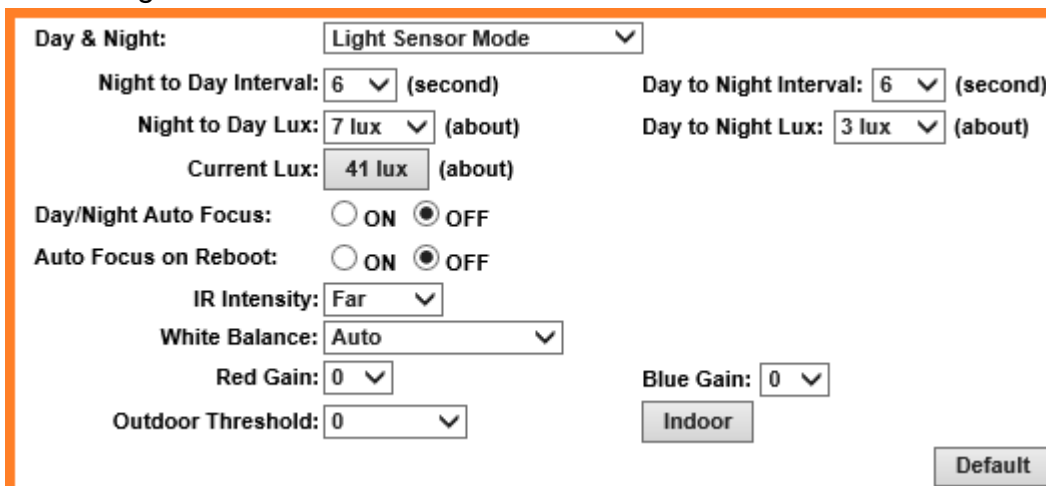 Day & Night: Light Sensor Mode
Night to Day Interval: 6 (second) Day to Night Interval: 6 (second)
Night to Day Lux: 7 lux (about) Day to Night Lux: 3 lux (about)
Current Lux: 41 lux (about)
Day/Night Auto Focus: ON OFF
Auto Focus on Reboot: ON OFF
IR Intensity: Far
White Balance: Auto
Red Gain: 0 Blue Gain: 0
Outdoor Threshold: 0 Indoor
Default